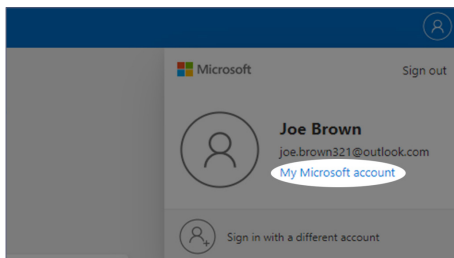 Microsoft
Sign out
Joe Brown
joe.brown321@outlook.com
My Microsoft account
Sign in with a different account